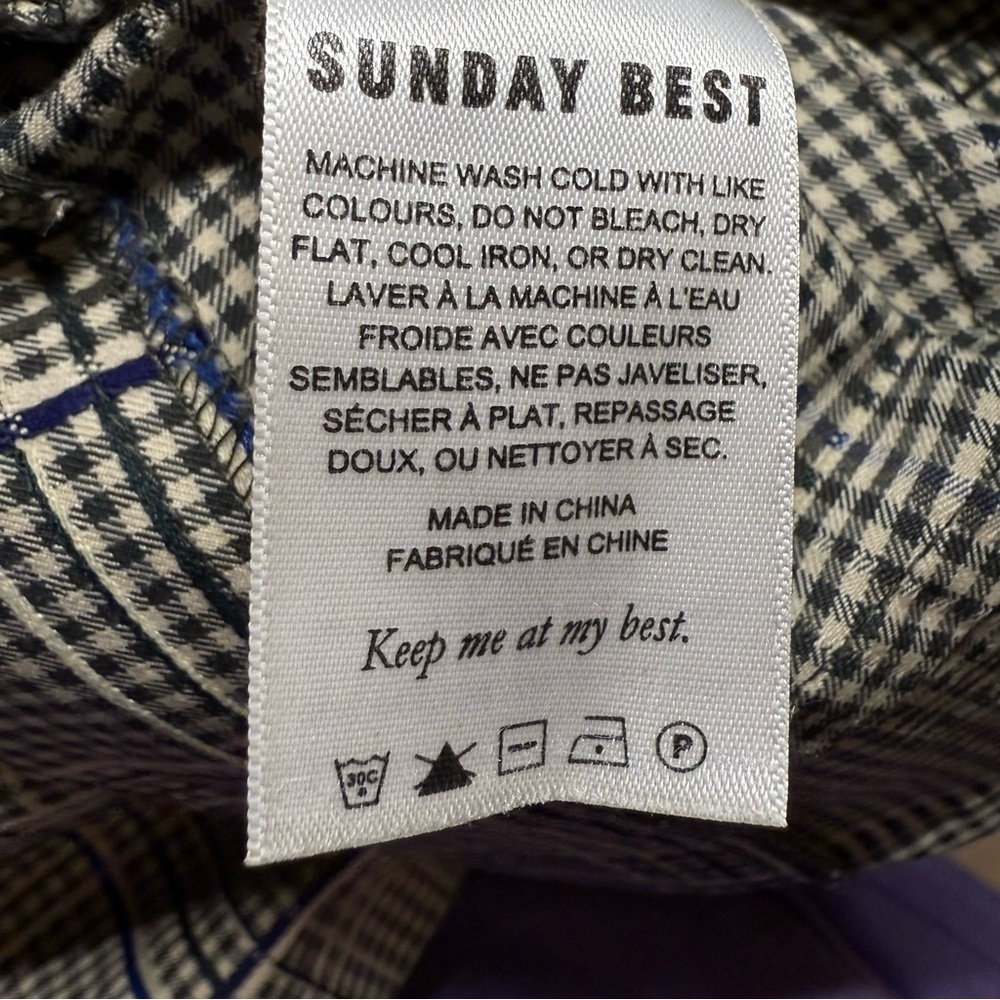 SUNDAY BEST
MACHINE WASH COLD WITH LIKE
COLOURS, DO NOT BLEACH, DRY
FLAT, COOL IRON, OR DRY CLEAN.
LAVER À LA MACHINE À L'EAU
FROIDE AVEC COULEURS
SEMBLABLES, NE PAS JAVELISER,
SÉCHER À PLAT, REPASSAGE
DOUX, OU NETTOYER À SEC.
MADE IN CHINA
FABRIQUÉ EN CHINE
Keep me at my best.
30C P